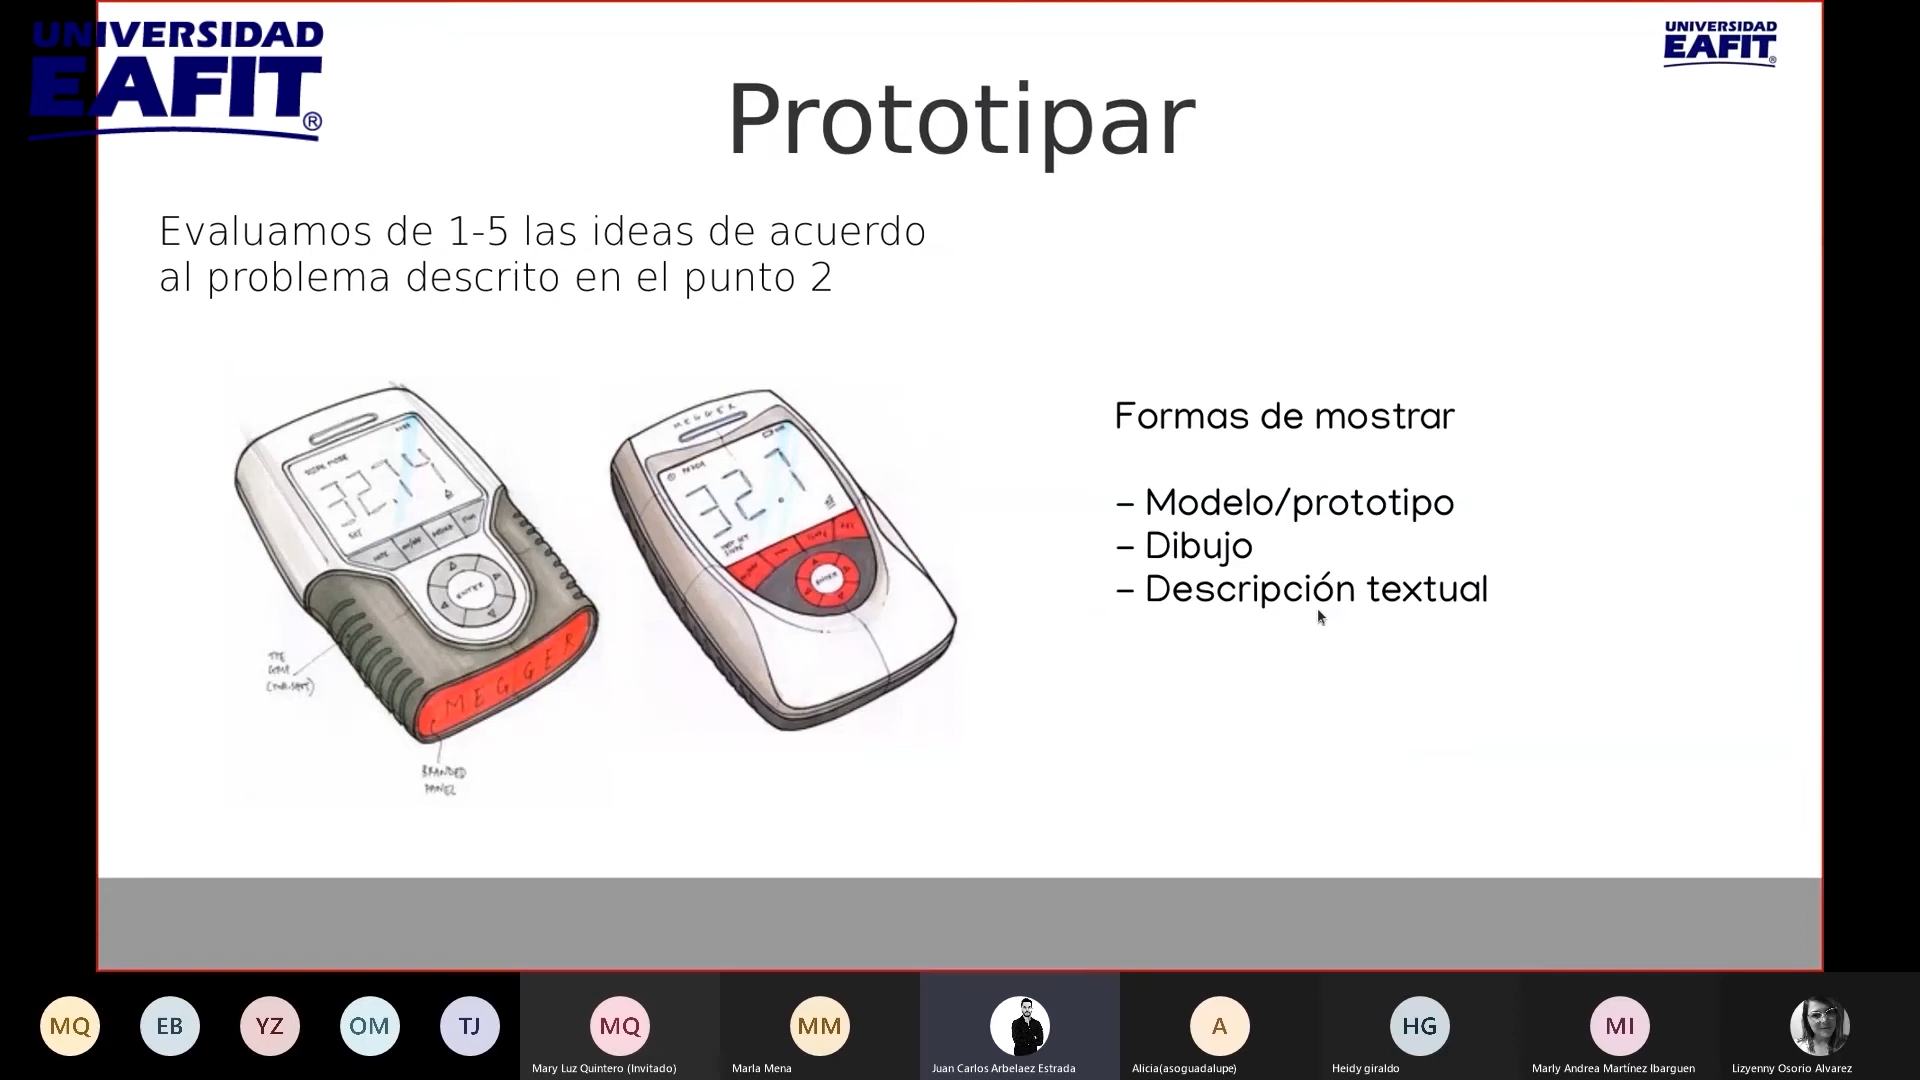 UNIVERSIDAD
EAFIT®
UNIVERSIDAD
EAFIT®
Prototipar
Evaluamos de 1-5 las ideas de acuerdo
al problema descrito en el punto 2
32.14
ENTER
MEGGER
BRANDED
PANEL
MEGGER
32.7
ENTER
Formas de mostrar
– Modelo/prototipo
– Dibujo
– Descripción textual
MQ
EB
YZ
OM
TJ
MQ
MM
A
HG
MI
Mary Luz Quintero (Invitado)
Marla Mena
Juan Carlos Arbelaez Estrada
Alicia(asoguadalupe)
Heidy giraldo
Marly Andrea Martínez Ibarguen
Lizyenny Osorio Alvarez